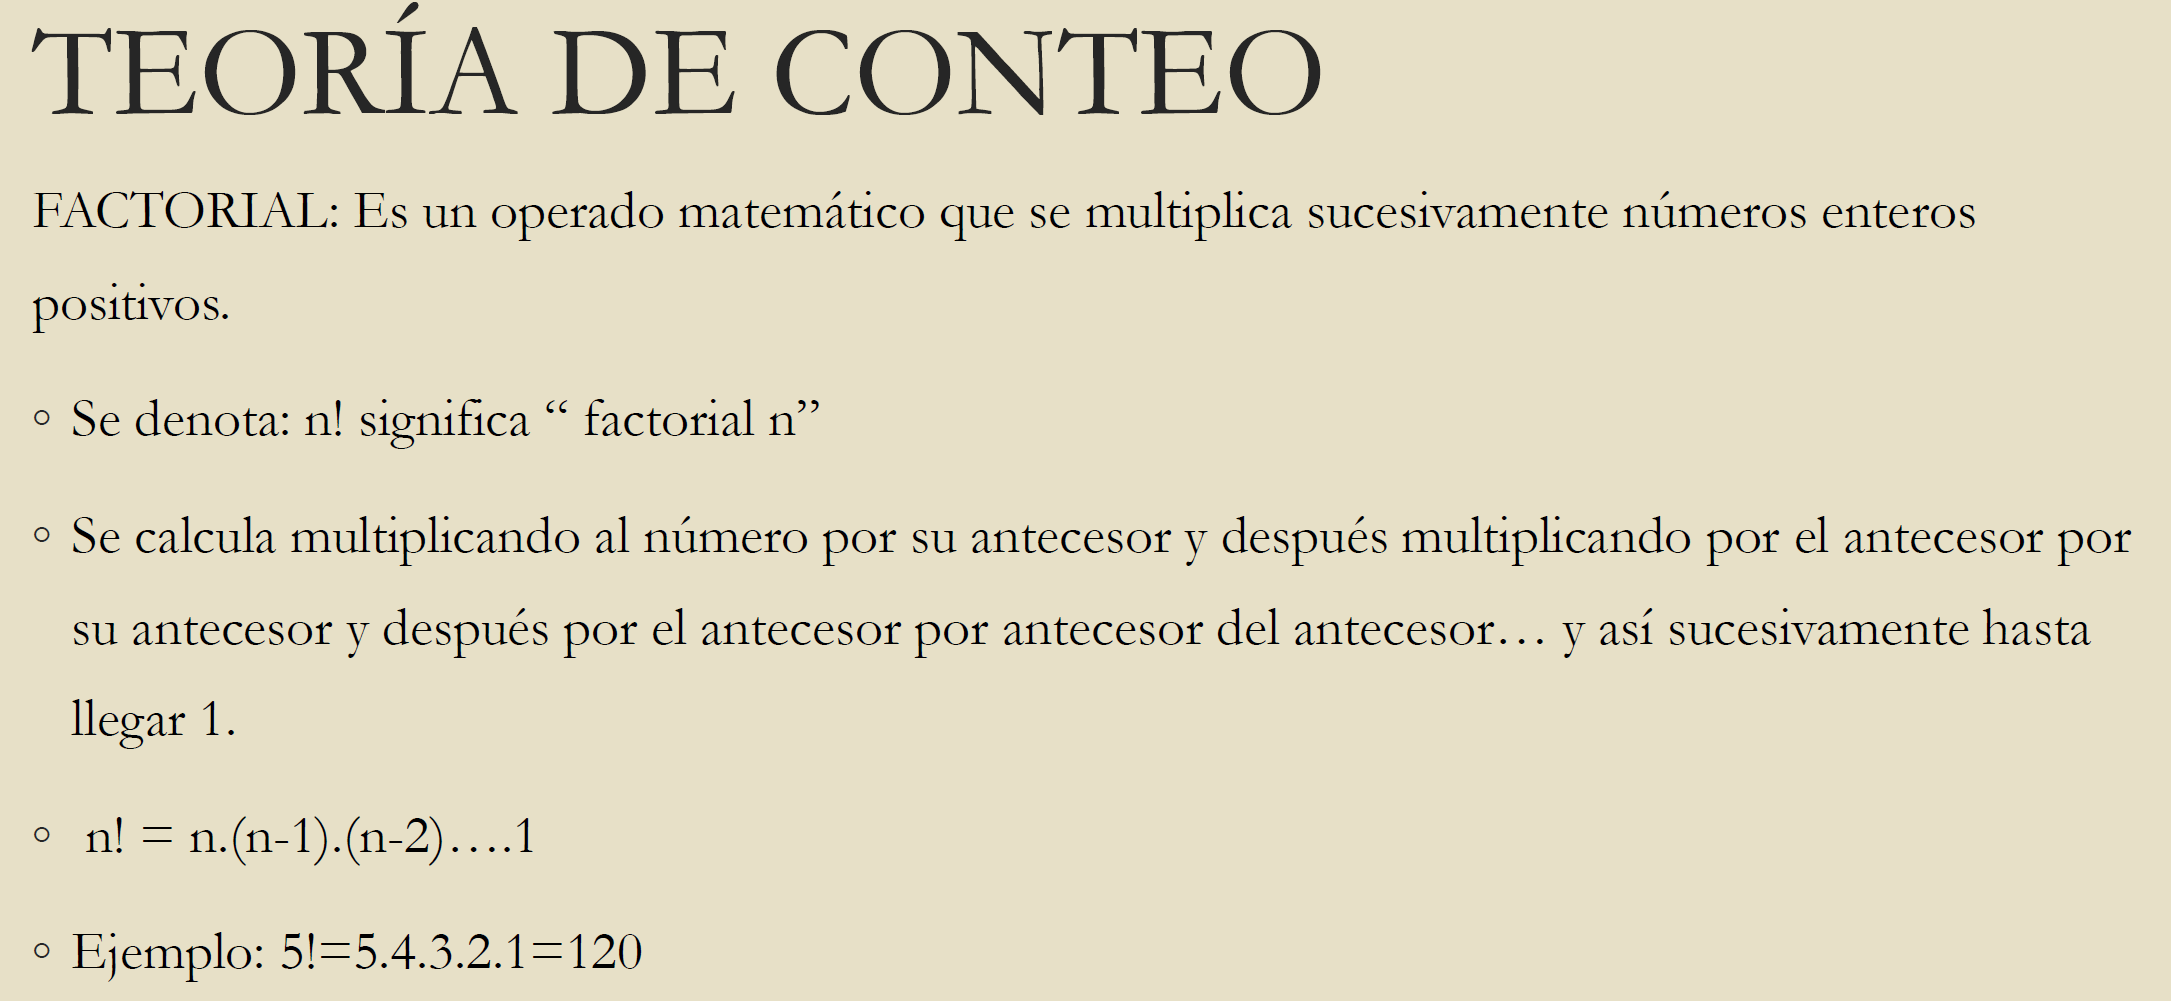 TEORÍA DE CONTEO
FACTORIAL: Es un operado matemático que se multiplica sucesivamente números enteros
positivos.
◦ Se denota: n! significa “ factorial n”
◦ Se calcula multiplicando al número por su antecesor y después multiplicando por el antecesor por
su antecesor y después por el antecesor por antecesor del antecesor… y así sucesivamente hasta
llegar 1.
◦ n! = n.(n-1).(n-2)….1
◦ Ejemplo: 5!=5.4.3.2.1=120